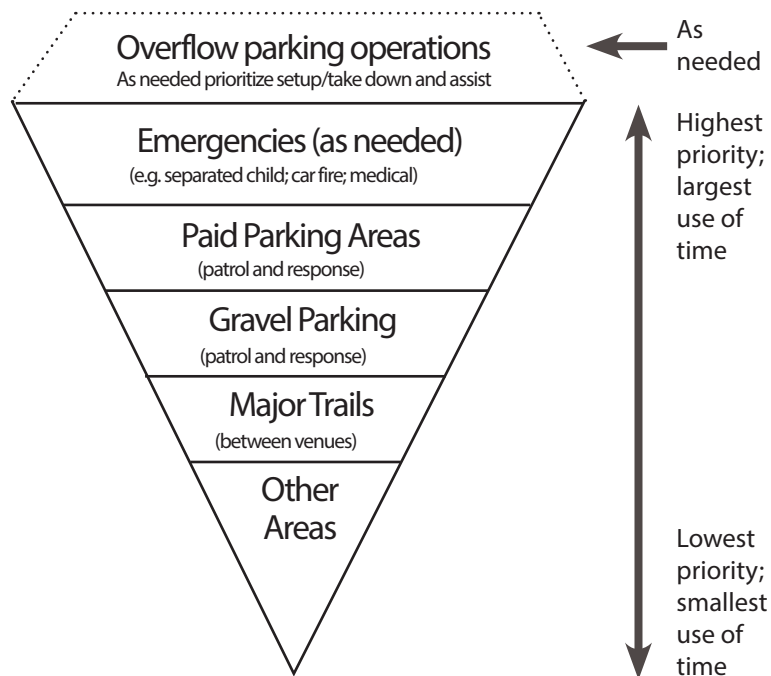 Overflow parking operations
As needed prioritize setup/take down and assist
As
needed
Emergencies (as needed)
(e.g. separated child; car fire; medical)
Highest
priority;
largest
use of
time
Paid Parking Areas
(patrol and response)
Gravel Parking
(patrol and response)
Major Trails
(between venues)
Other
Areas
Lowest
priority;
smallest
use of
time